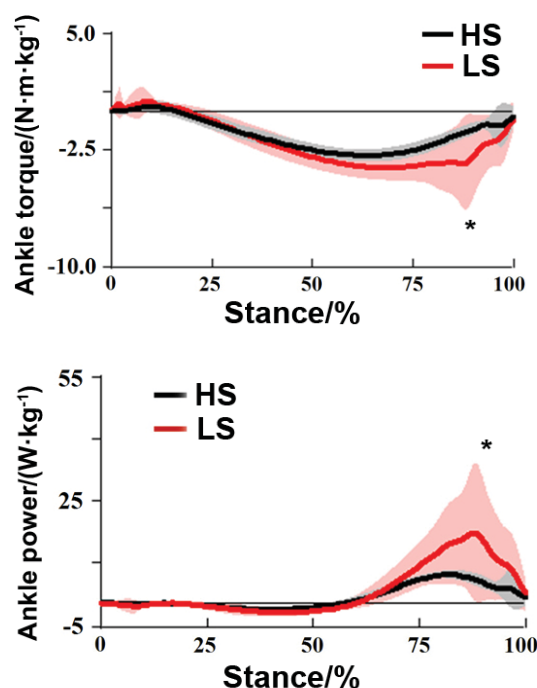 5.0
HS
LS
Ankle torque/(N·m·kg⁻¹)
-2.5
*
-10.0
0 25 50 75 100
Stance/%
55
HS
LS
*
Ankle power/(W·kg⁻¹)
25
-5
0 25 50 75 100
Stance/%